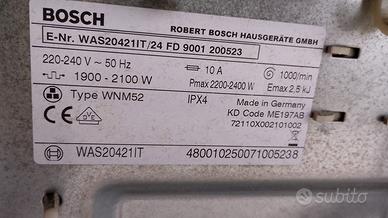 BOSCH
ROBERT BOSCH HAUSGERÄTE GMBH
E-Nr. WAS20421IT/24 FD 9001 200523
220-240 V ~ 50 Hz
10 A
1000/min
1900 - 2100 W
Pmax 2200-2400 W
Emax 2,5 kJ
Type WNM52
IPX4
Made in Germany
KD Code ME197AB
72110X002101002
CE
VDE
WAS20421IT
480010250071005238
subito